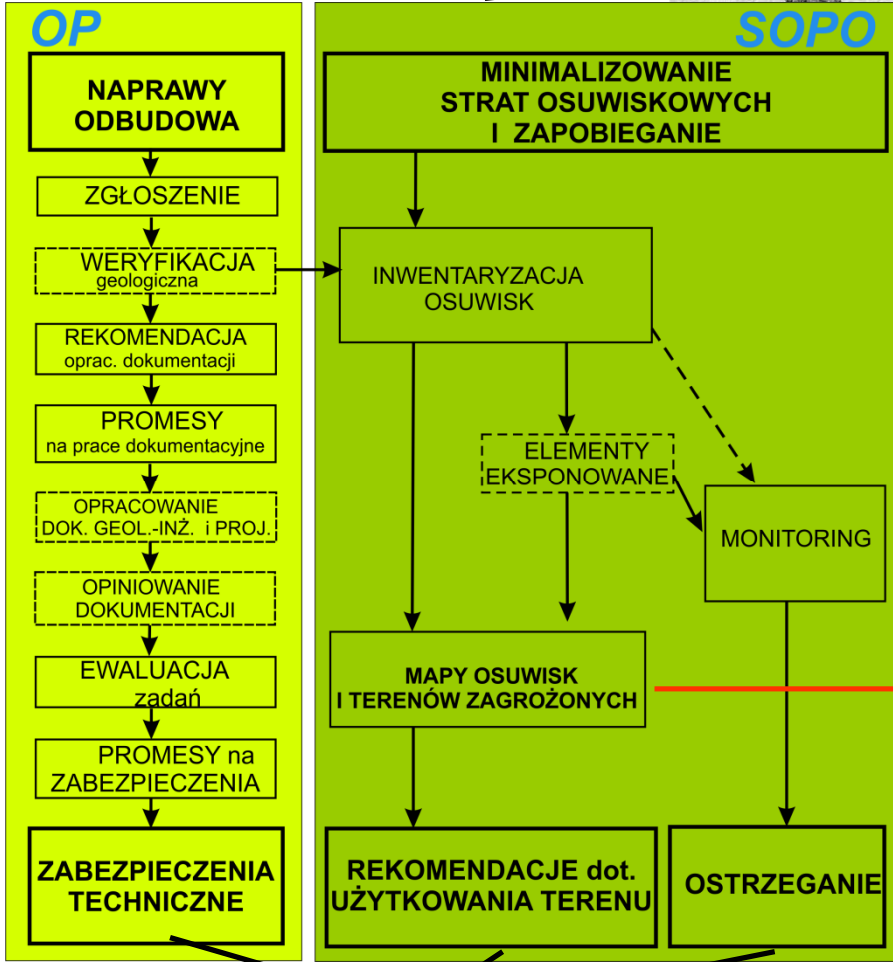 OP
NAPRAWY
ODBUDOWA
ZGŁOSZENIE
WERYFIKACJA
geologiczna
REKOMENDACJA
oprac. dokumentacji
PROMESY
na prace dokumentacyjne
OPRACOWANIE
DOK. GEOL.-INŻ. i PROJ.
OPINIOWANIE
DOKUMENTACJI
EWALUACJA
zadań
PROMESY na
ZABEZPIECZENIA
ZABEZPIECZENIA
TECHNICZNE
SOPO
MINIMALIZOWANIE
STRAT OSUWISKOWYCH
I ZAPOBIEGANIE
INWENTARYZACJA
OSUWISK
ELEMENTY
EKSPONOWANE
MONITORING
MAPY OSUWISK
I TERENÓW ZAGROŻONYCH
REKOMENDACJE dot.
UŻYTKOWANIA TERENU
OSTRZEGANIE